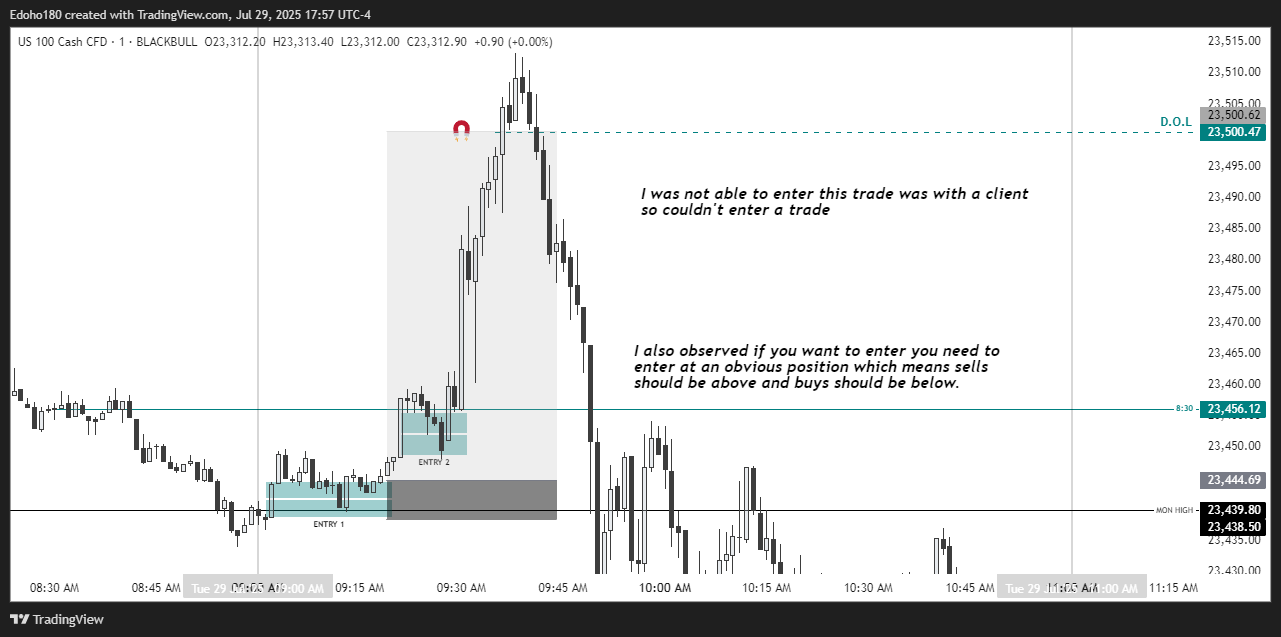 Edoho180 created with TradingView.com, Jul 29, 2025 17:57 UTC-4
US 100 Cash CFD · 1 · BLACKBULL O23,312.20 H23,313.40 L23,312.00 C23,312.90 +0.90 (+0.00%)
23,515.00
23,510.00
23,505.00
23,500.62
D.O.L
23,500.47
23,495.00
I was not able to enter this trade was with a client
so couldn't enter a trade
23,490.00
23,485.00
23,480.00
23,475.00
23,470.00
23,465.00
I also observed if you want to enter you need to
enter at an obvious position which means sells
should be above and buys should be below.
23,460.00
8:30
23,456.12
23,450.00
ENTRY 2
23,444.69
MON HIGH
23,439.80
23,438.50
ENTRY 1
23,435.00
23,430.00
08:30 AM 08:45 AM Tue 29 09:00 AM 09:15 AM 09:30 AM 09:45 AM 10:00 AM 10:15 AM 10:30 AM 10:45 AM Tue 29 11:00 AM 11:15 AM
TradingView